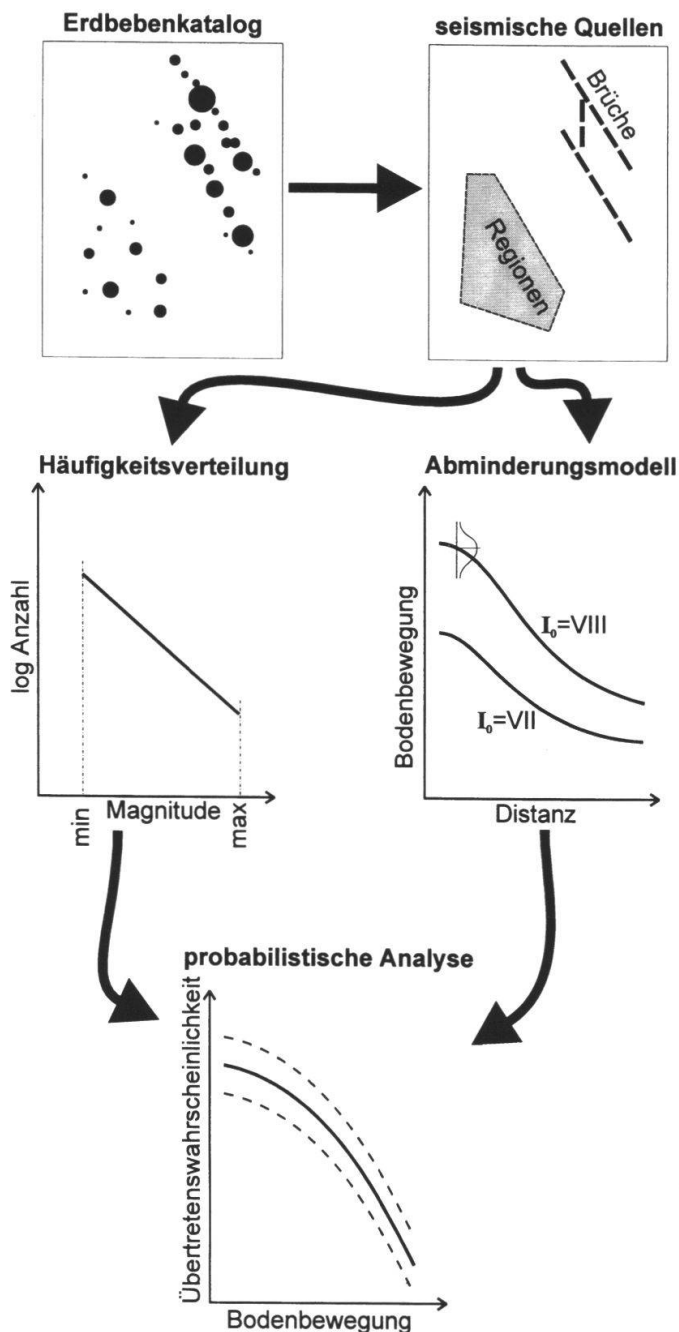 Erdbebenkatalog
seismische Quellen
Brüche
Regionen
Häufigkeitsverteilung
log Anzahl
min
Magnitude
max
Abminderungsmodell
Bodenbewegung
I₀=VIII
I₀=VII
Distanz
probabilistische Analyse
Übertretenswahrscheinlichkeit
Bodenbewegung